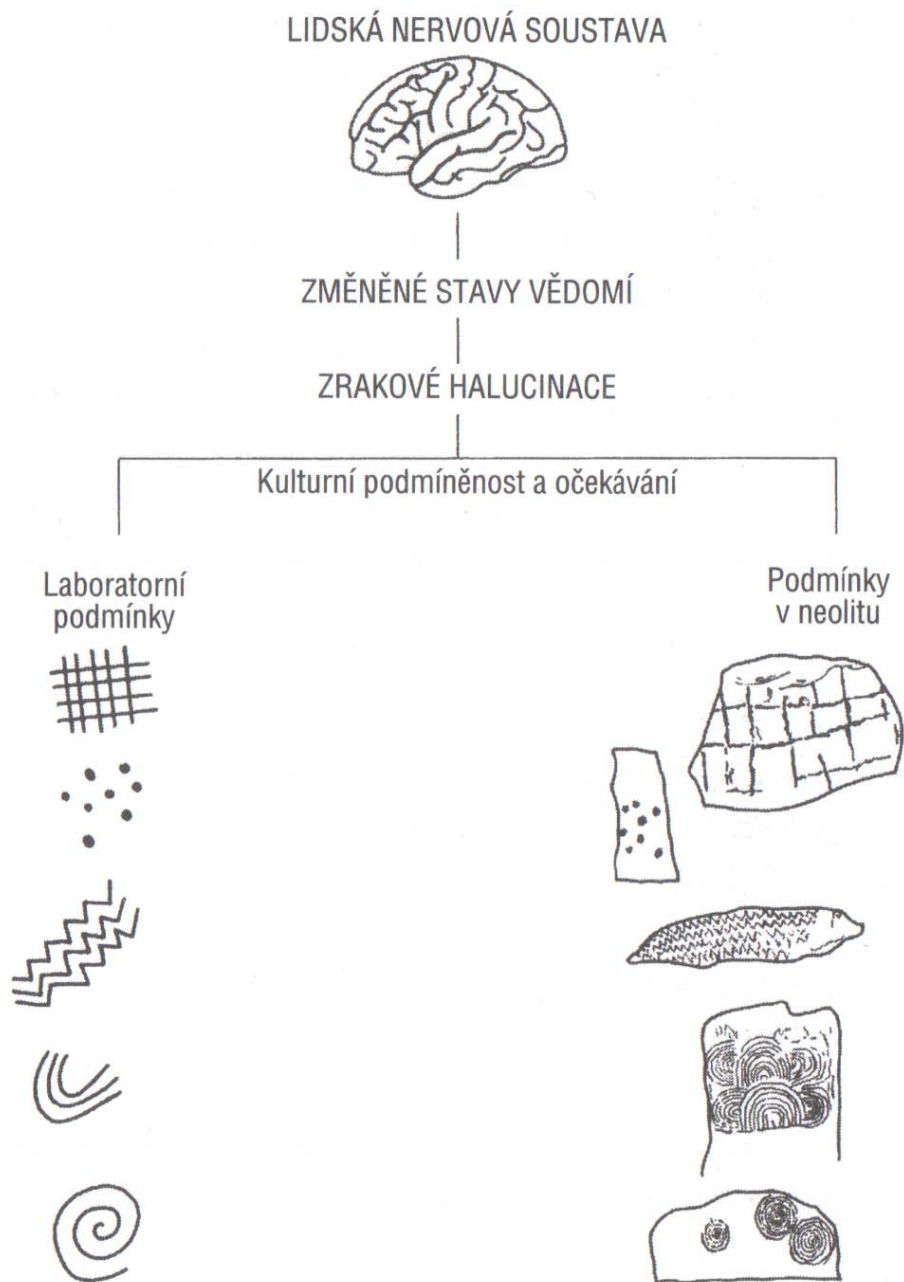 LIDSKÁ NERVOVÁ SOUSTAVA
ZMĚNĚNÉ STAVY VĚDOMÍ
ZRAKOVÉ HALUCINACE
Kulturní podmíněnost a očekávání
Laboratorní
podmínky
Podmínky
v neolitu